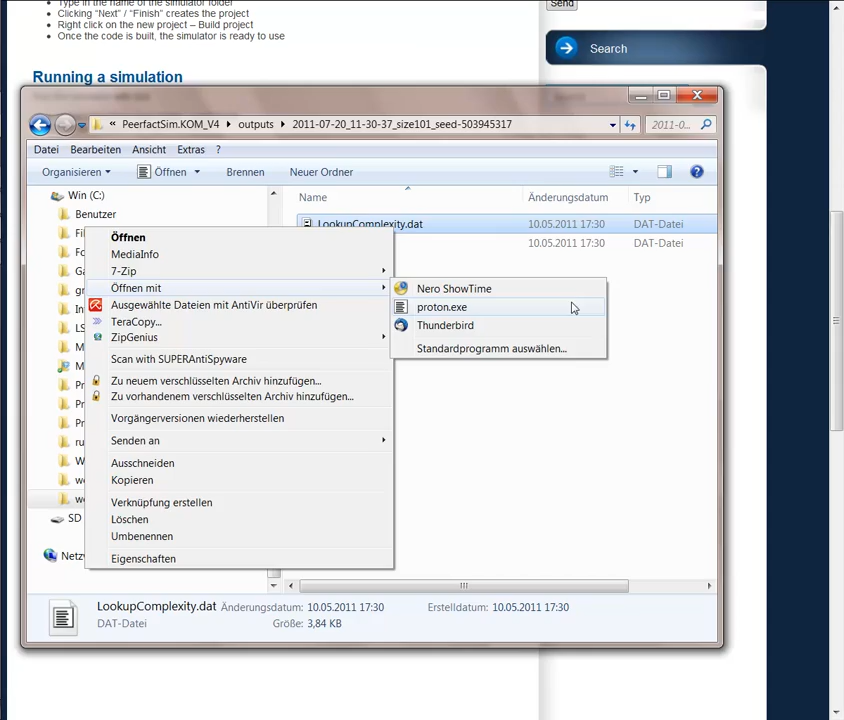 Type in the name of the simulator folder
Clicking "Next" / "Finish" creates the project
Right click on the new project – Build project
Once the code is built, the simulator is ready to use
Send
Search
Running a simulation
« PeerfactSim.KOM_V4 outputs 2011-07-20_11-30-37_size101_seed-503945317
2011-0...
Datei Bearbeiten Ansicht Extras ?
Organisieren Öffnen Brennen Neuer Ordner
Win (C:)
Name Änderungsdatum Typ
Benutzer
LookupComplexity.dat 10.05.2011 17:30 DAT-Datei
10.05.2011 17:30 DAT-Datei
Öffnen
MediaInfo
7-Zip
Öffnen mit
Ausgewählte Dateien mit AntiVir überprüfen
TeraCopy...
ZipGenius
Scan with SUPERAntiSpyware
Zu neuem verschlüsselten Archiv hinzufügen...
Zu vorhandenem verschlüsselten Archiv hinzufügen...
Vorgängerversionen wiederherstellen
Senden an
Ausschneiden
Kopieren
Verknüpfung erstellen
Löschen
Umbenennen
Eigenschaften
Nero ShowTime
proton.exe
Thunderbird
Standardprogramm auswählen...
SD
Netzw
LookupComplexity.dat Änderungsdatum: 10.05.2011 17:30 Erstelldatum: 10.05.2011 17:30
DAT-Datei Größe: 3,84 KB